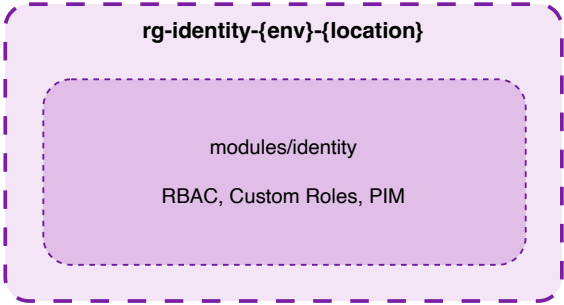 rg-identity-{env}-{location}
modules/identity
RBAC, Custom Roles, PIM